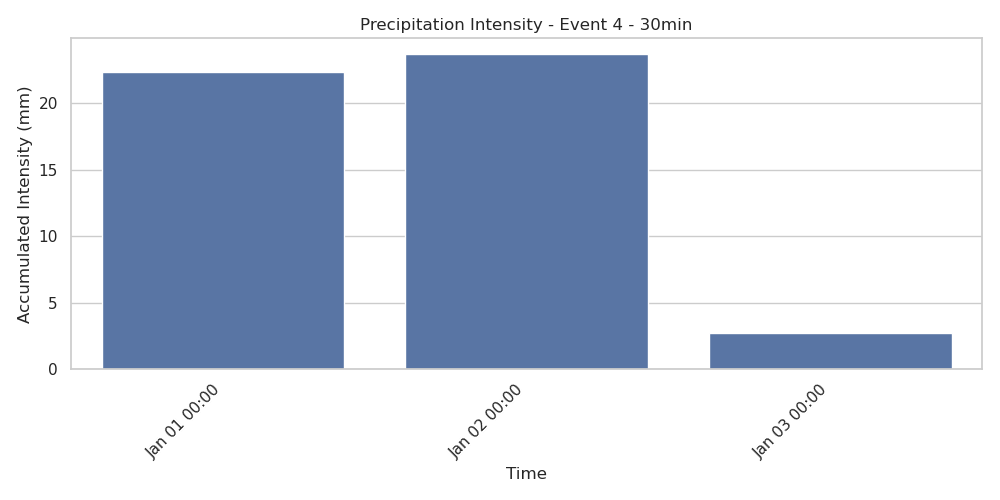 Precipitation Intensity - Event 4 - 30min
Accumulated Intensity (mm)
20
15
10
5
0
Jan 01 00:00
Jan 02 00:00
Jan 03 00:00
Time